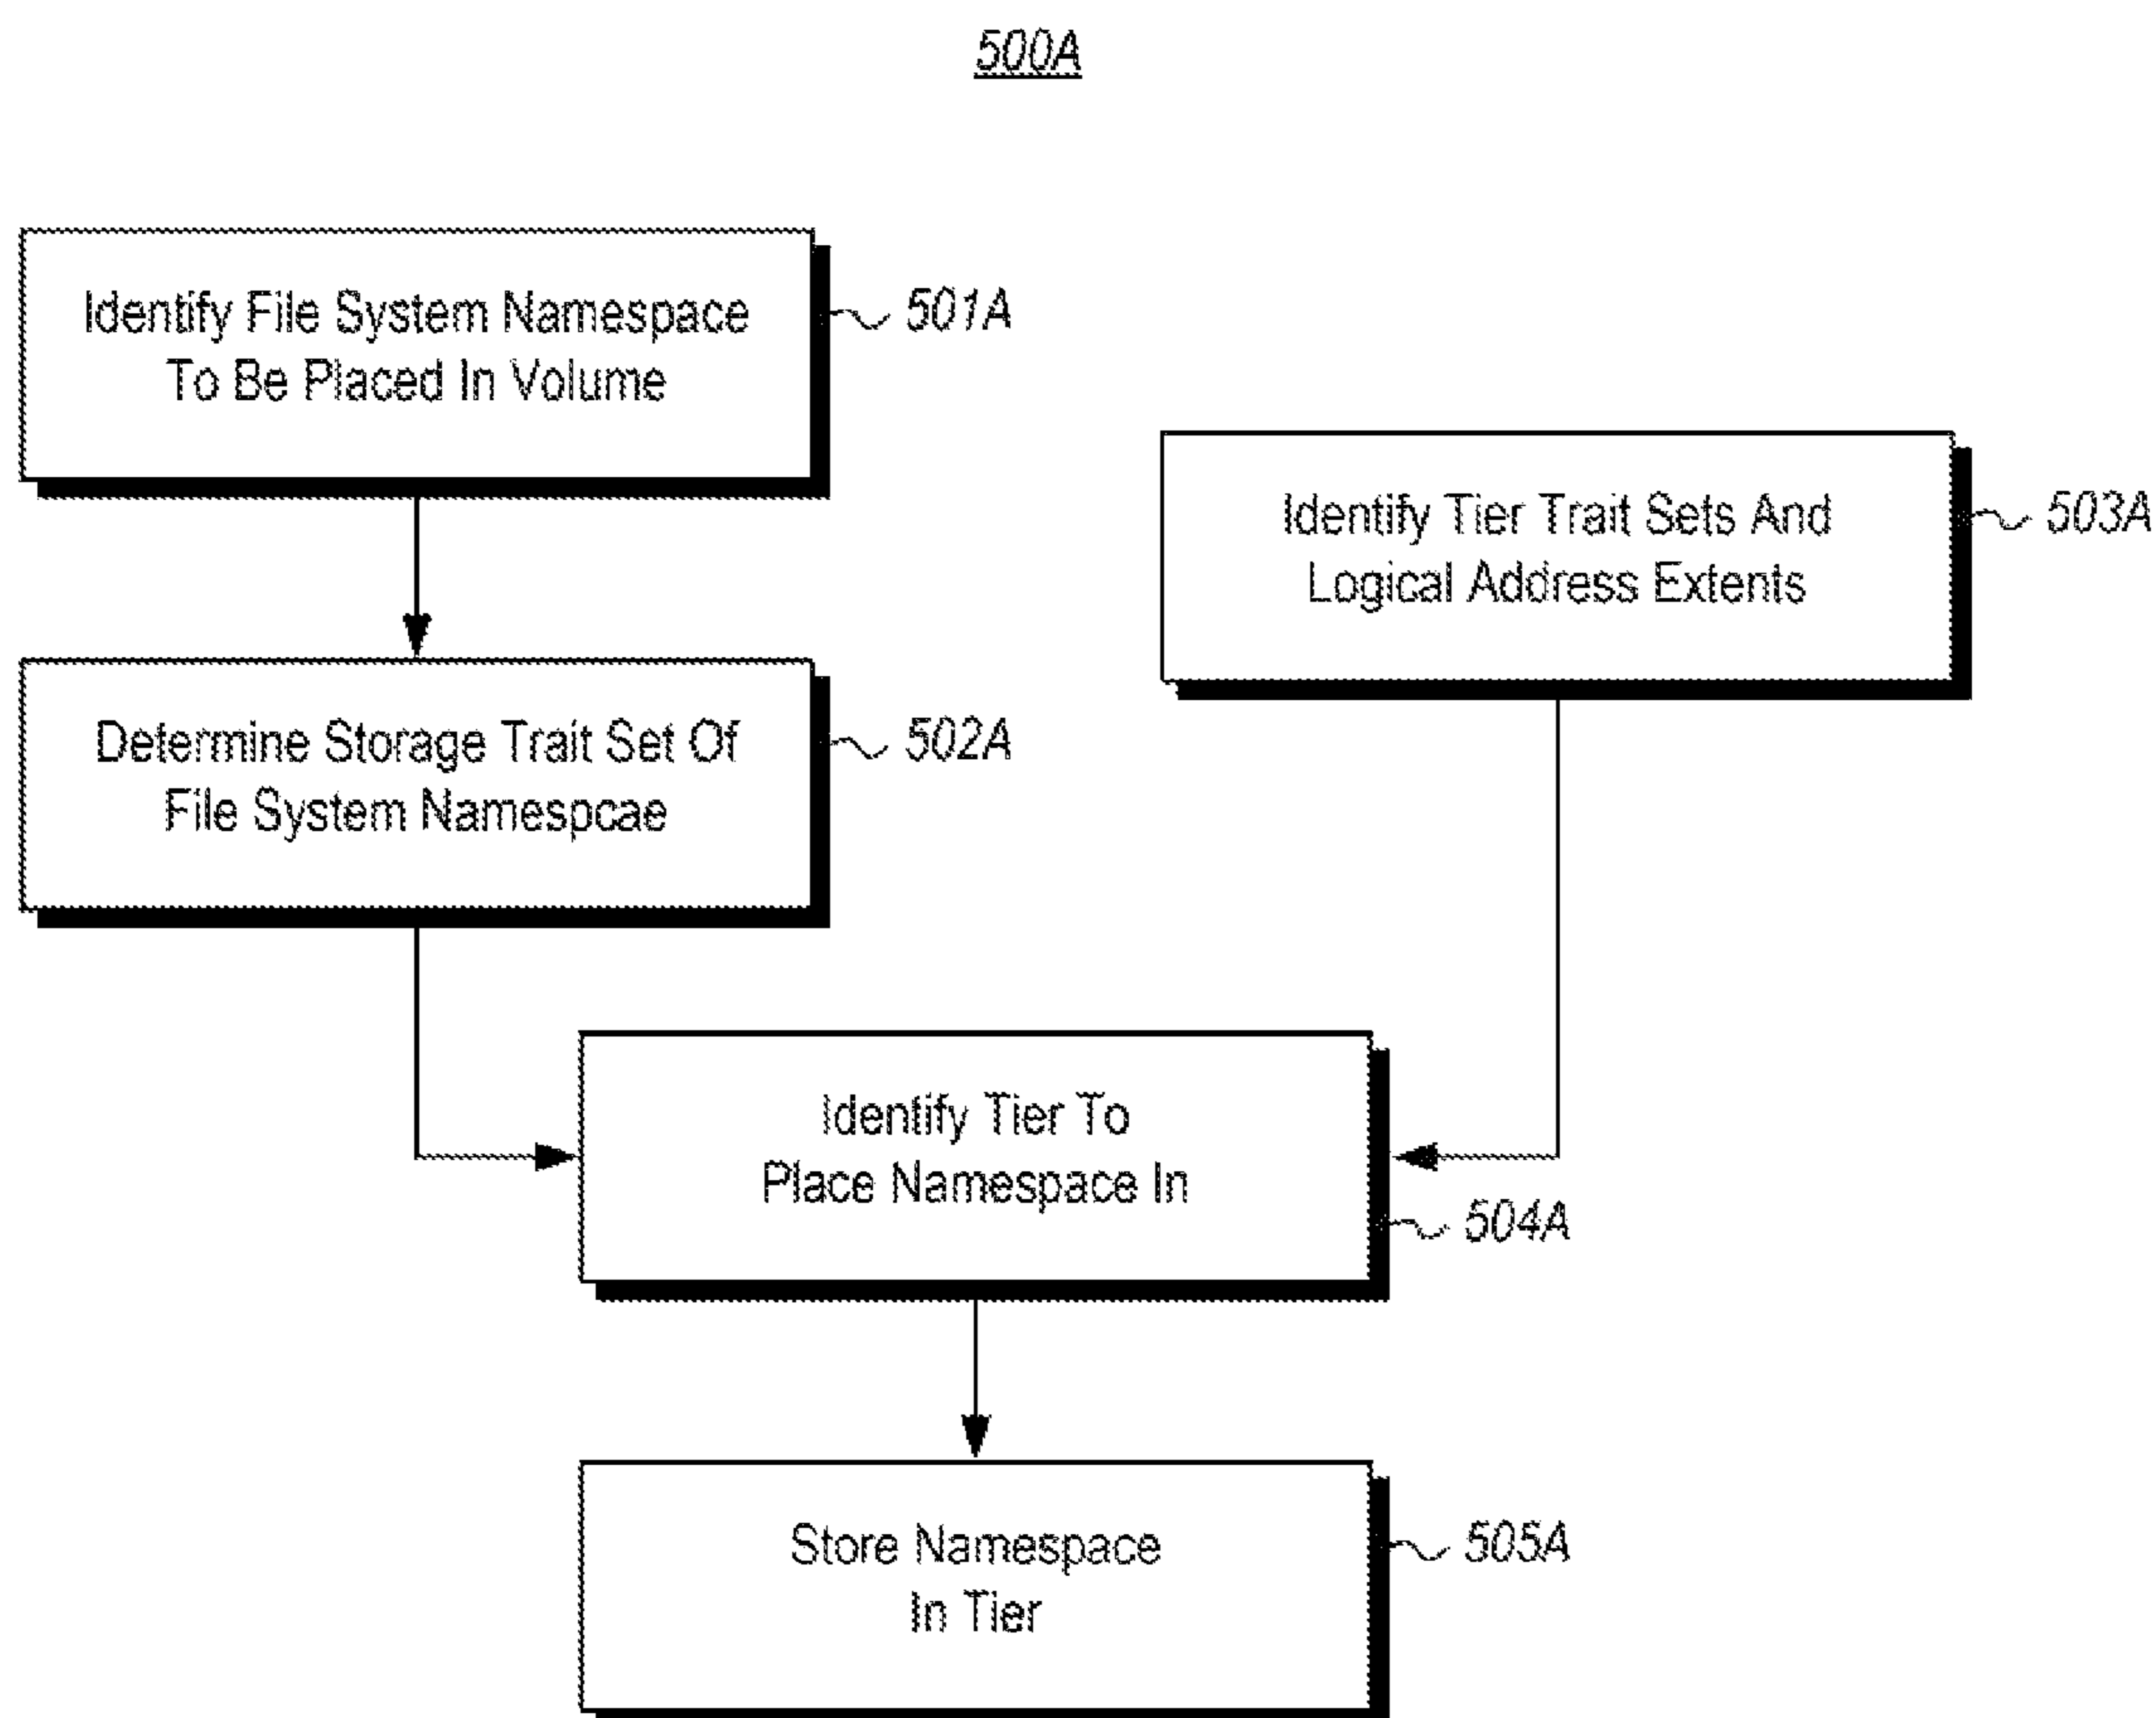 500A
Identify File System Namespace
To Be Placed In Volume
501A
Identify Tier Trait Sets And
Logical Address Extents
503A
Determine Storage Trait Set Of
File System Namespcae
502A
Identify Tier To
Place Namespace In
504A
Store Namespace
In Tier
505A